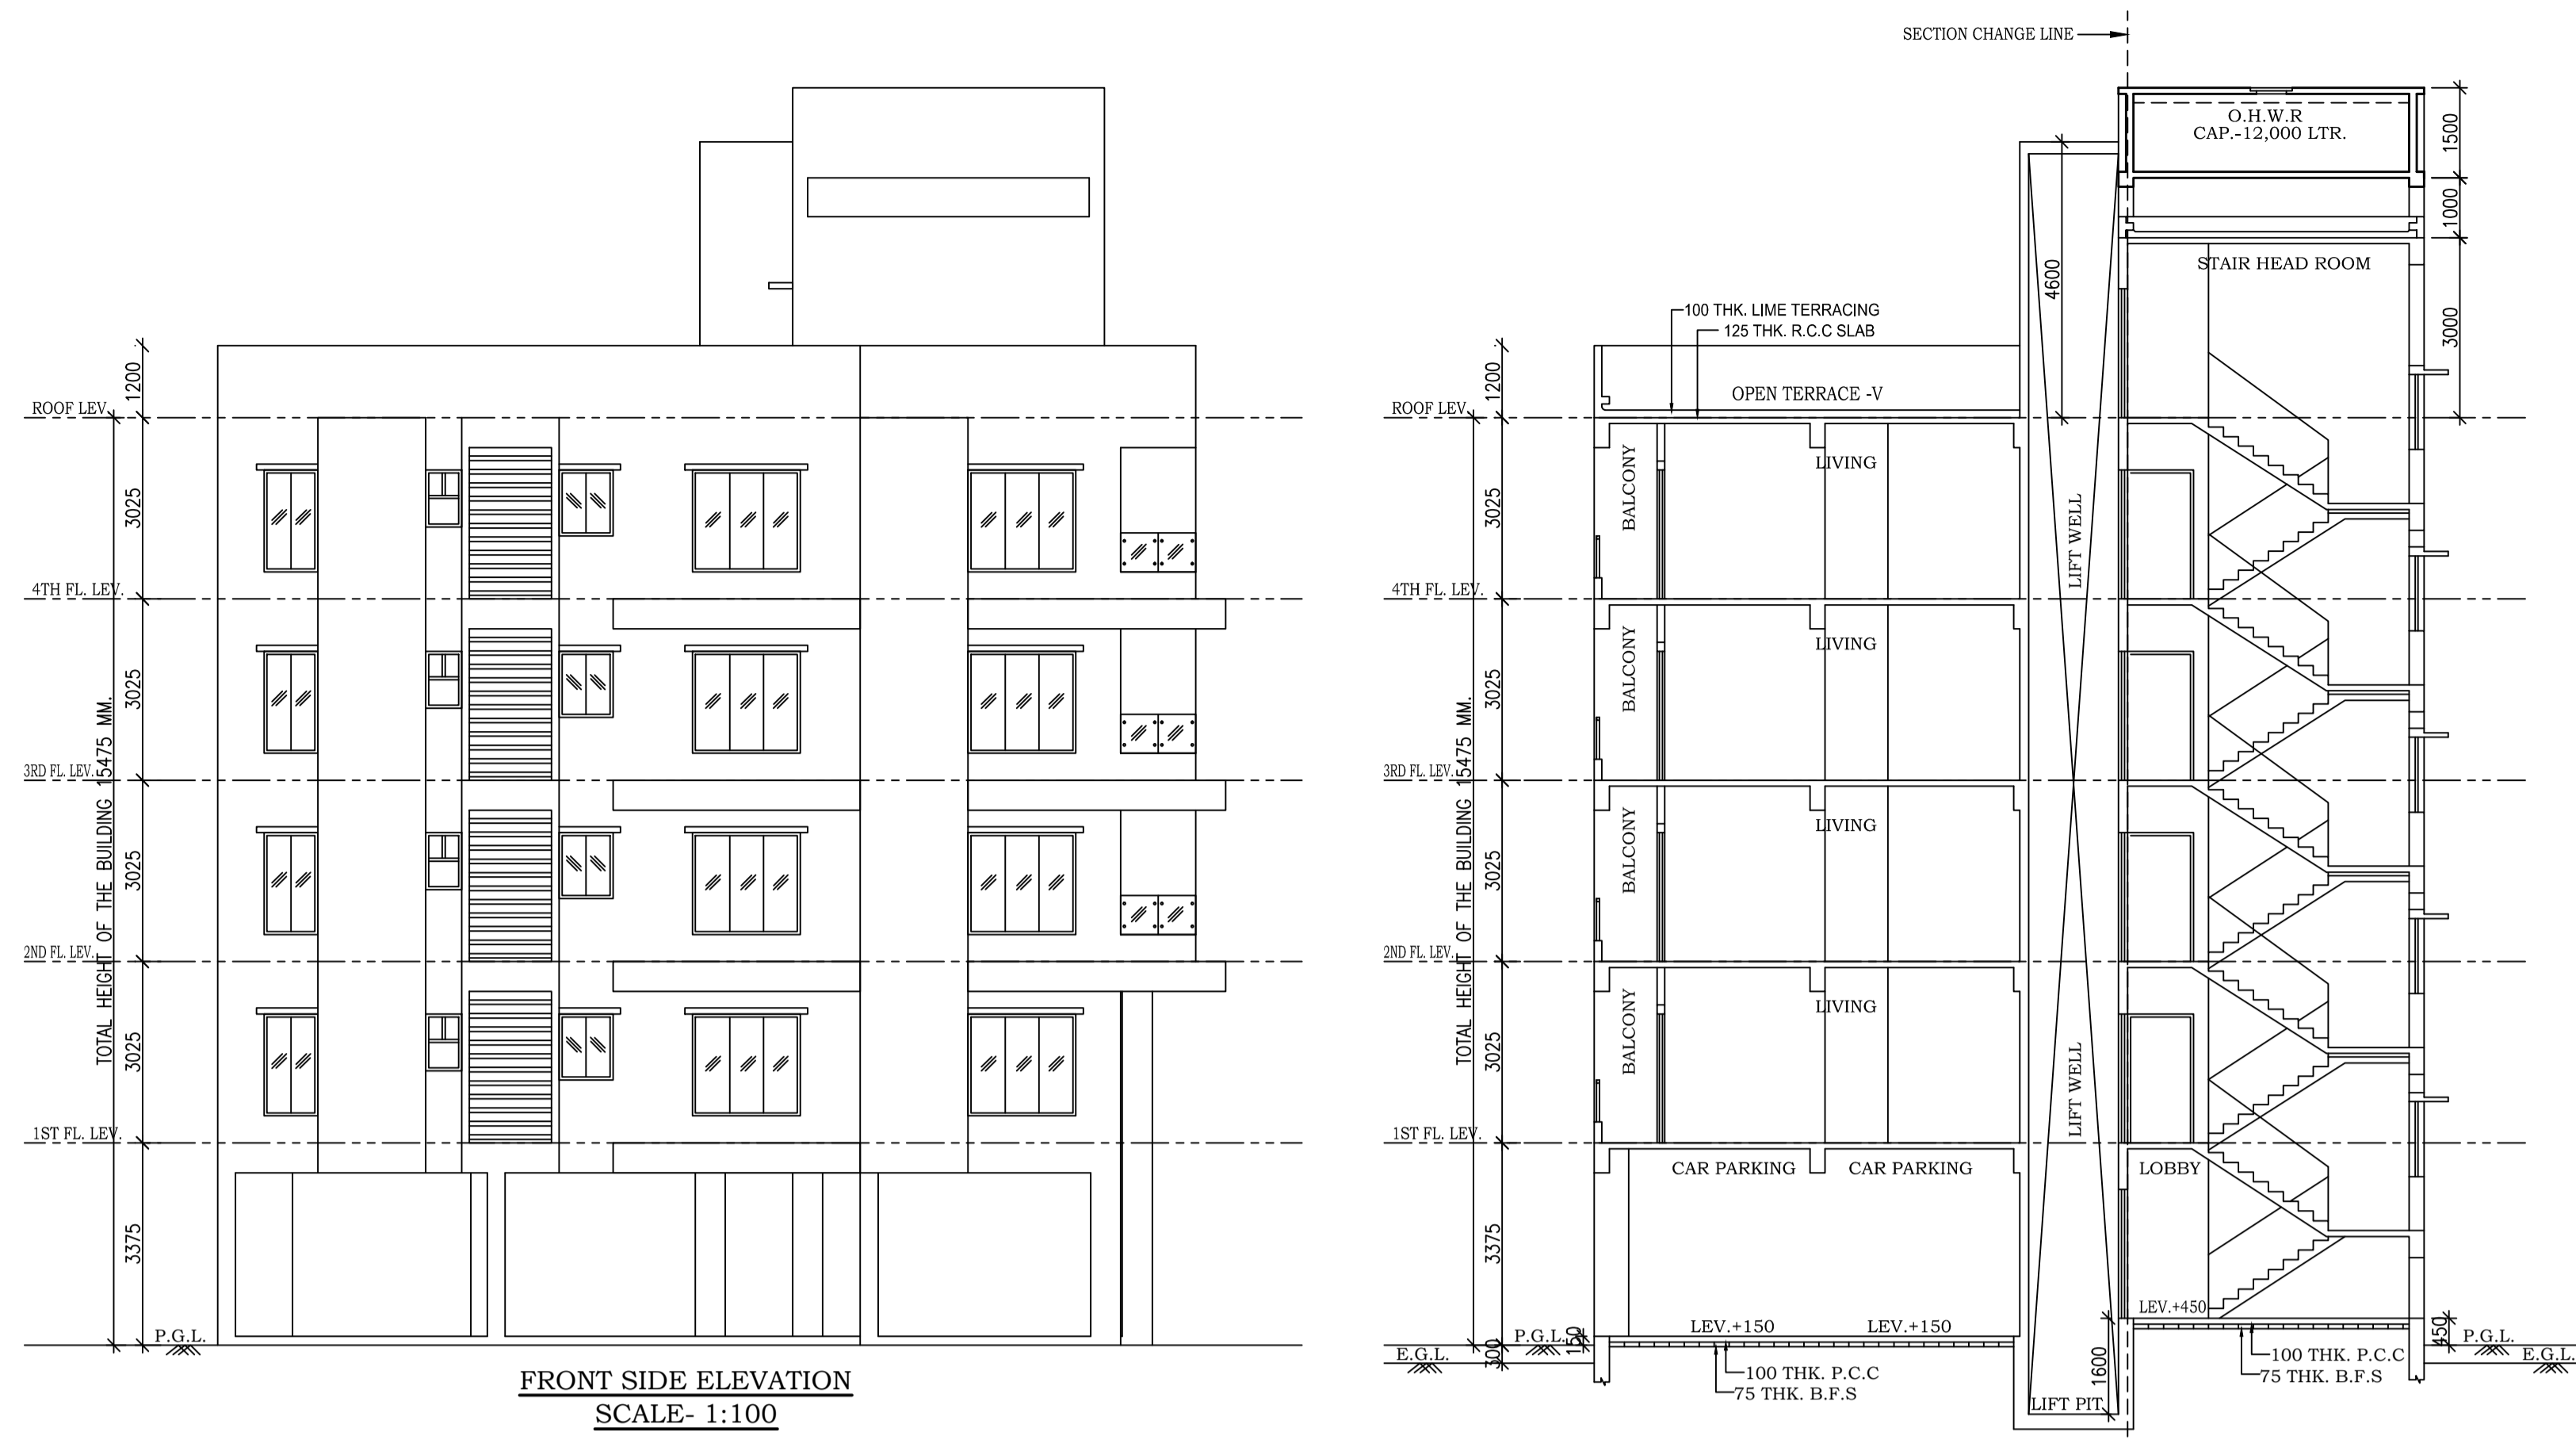 1200
ROOF LEV.
3025
4TH FL. LEV.
3025
3RD FL. LEV.
3025
2ND FL. LEV.
3025
1ST FL. LEV.
3375
TOTAL HEIGHT OF THE BUILDING 15475 MM.
P.G.L.
FRONT SIDE ELEVATION
SCALE- 1:100
SECTION CHANGE LINE
O.H.W.R
CAP.-12,000 LTR.
1500
1000
STAIR HEAD ROOM
3000
4600
100 THK. LIME TERRACING
125 THK. R.C.C SLAB
OPEN TERRACE -V
1200
ROOF LEV.
3025
BALCONY
LIVING
LIFT WELL
4TH FL. LEV.
3025
BALCONY
LIVING
3RD FL. LEV.
3025
BALCONY
LIVING
2ND FL. LEV.
3025
BALCONY
LIVING
LIFT WELL
1ST FL. LEV.
3375
TOTAL HEIGHT OF THE BUILDING 15475 MM.
CAR PARKING
CAR PARKING
LOBBY
LEV.+450
LEV.+150
LEV.+150
P.G.L.
150
E.G.L.
300
100 THK. P.C.C
75 THK. B.F.S
1600
LIFT PIT
450
P.G.L.
E.G.L.
100 THK. P.C.C
75 THK. B.F.S